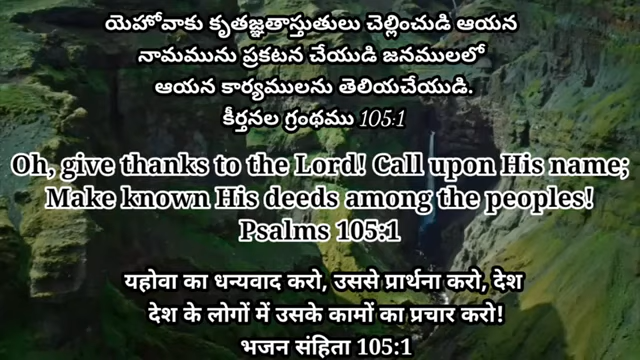 యెహోవాకు కృతజ్ఞతాస్తుతులు చెల్లించుడి ఆయన
నామమును ప్రకటన చేయుడి జనములలో
ఆయన కార్యములను తెలియచేయుడి.
కీర్తనల గ్రంథము 105:1
Oh, give thanks to the Lord! Call upon His name;
Make known His deeds among the peoples!
Psalms 105:1
यहोवा का धन्यवाद करो, उससे प्रार्थना करो, देश
देश के लोगों में उसके कामों का प्रचार करो!
भजन संहिता 105:1